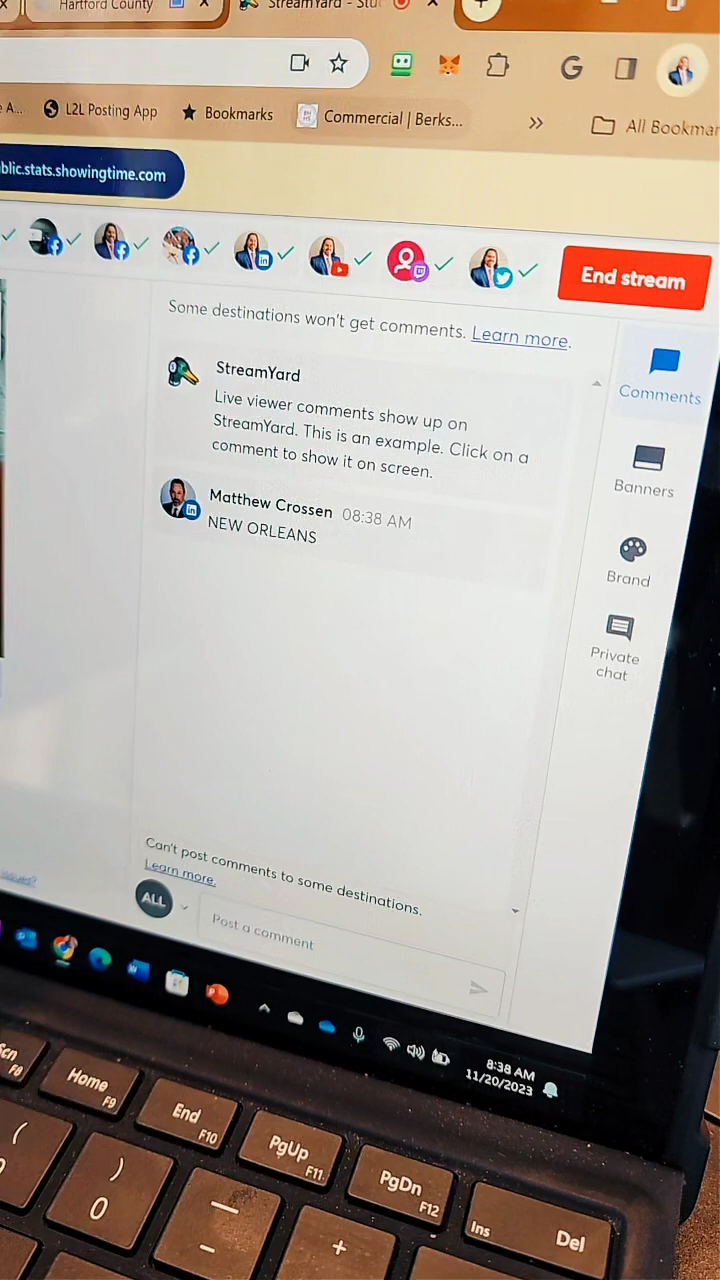 Hartford County
StreamYard - Stu
L2L Posting App
Bookmarks
Commercial | Berks...
All Bookmar
blic.stats.showingtime.com
End stream
Some destinations won't get comments. Learn more.
StreamYard
Live viewer comments show up on
StreamYard. This is an example. Click on a
comment to show it on screen.
Matthew Crossen 08:38 AM
NEW ORLEANS
Comments
Banners
Brand
Private
chat
Can't post comments to some destinations.
Learn more.
ALL
Post a comment
8:38 AM
11/20/2023
Scn
F8
Home
F9
End
F10
PgUp
F11
PgDn
F12
Ins
Del
(
9
)
0
—
-
+